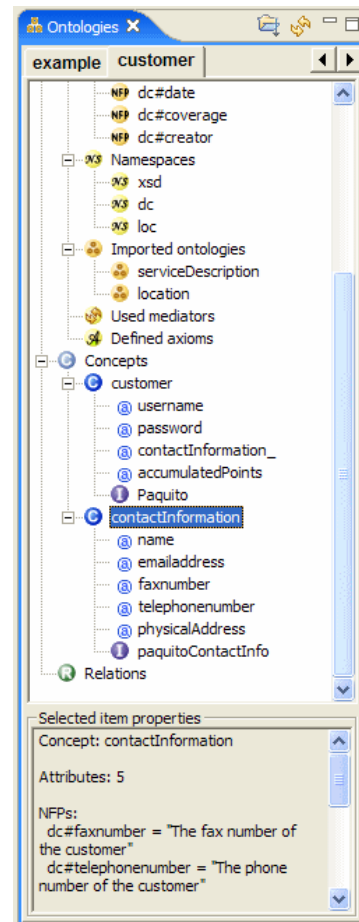 Ontologies
example customer
NFP dc#date
NFP dc#coverage
NFP dc#creator
NS Namespaces
NS xsd
NS dc
NS loc
Imported ontologies
serviceDescription
location
Used mediators
A Defined axioms
C Concepts
C customer
@ username
@ password
@ contactInformation_
@ accumulatedPoints
I Paquito
C contactInformation
@ name
@ emailaddress
@ faxnumber
@ telephonenumber
@ physicalAddress
I paquitoContactInfo
R Relations
Selected item properties
Concept: contactInformation
Attributes: 5
NFPs:
dc#faxnumber = "The fax number of
the customer"
dc#telephonenumber = "The phone
number of the customer"